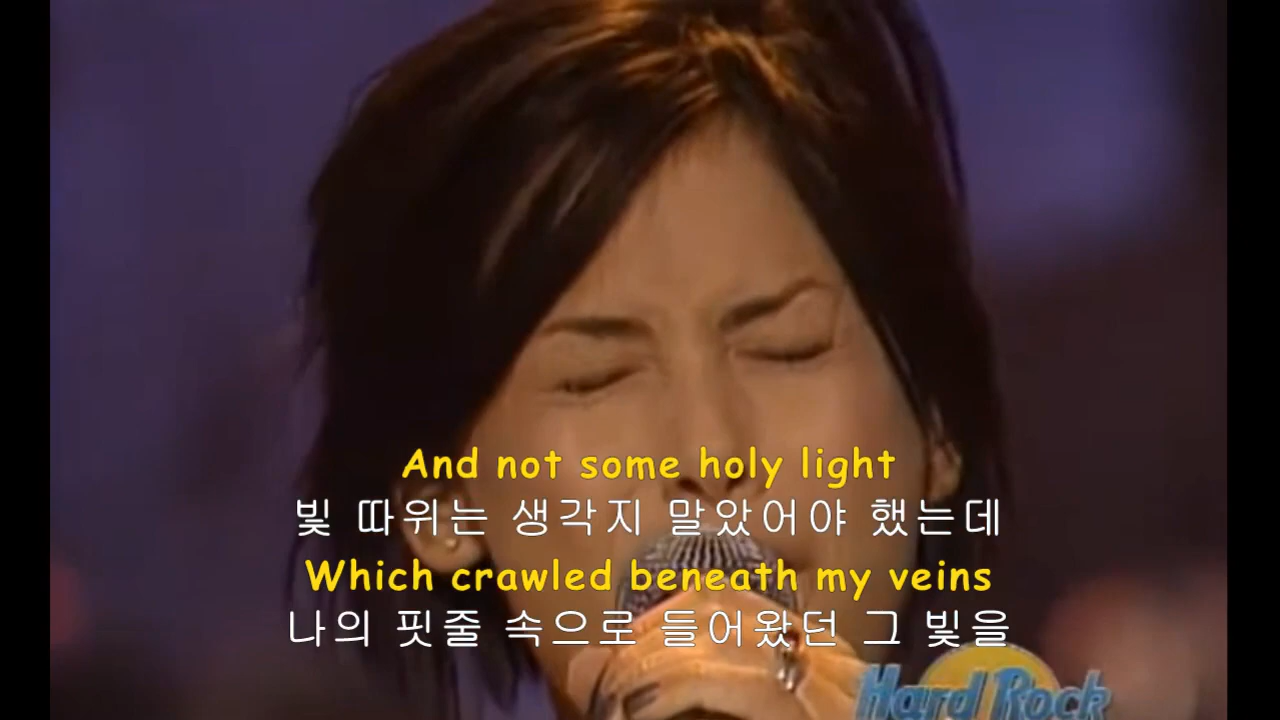 And not some holy light
빛 따위는 생각지 말았어야 했는데
Which crawled beneath my veins
나의 핏줄 속으로 들어왔던 그 빛을
Hard Rock